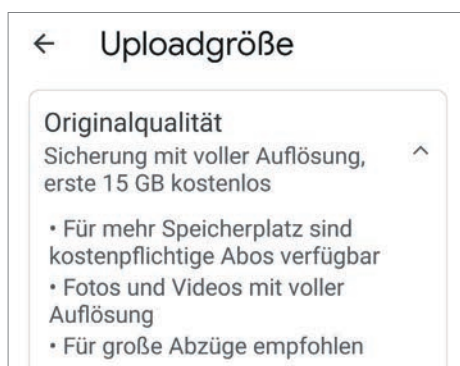 Uploadgröße
Originalqualität
Sicherung mit voller Auflösung,
erste 15 GB kostenlos
• Für mehr Speicherplatz sind
kostenpflichtige Abos verfügbar
• Fotos und Videos mit voller
Auflösung
• Für große Abzüge empfohlen